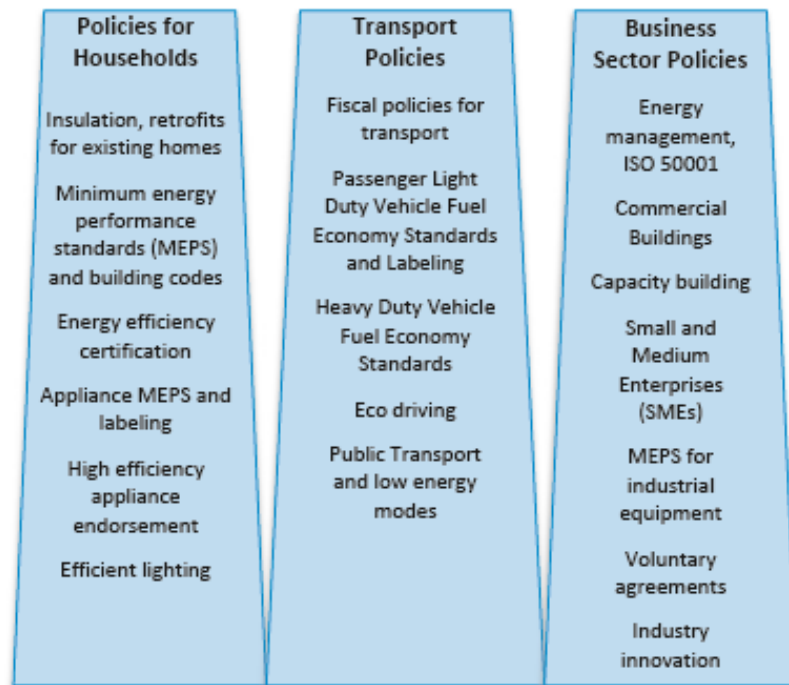 Policies for
Households
Insulation, retrofits
for existing homes
Minimum energy
performance
standards (MEPS)
and building codes
Energy efficiency
certification
Appliance MEPS and
labeling
High efficiency
appliance
endorsement
Efficient lighting
Transport
Policies
Fiscal policies for
transport
Passenger Light
Duty Vehicle Fuel
Economy Standards
and Labeling
Heavy Duty Vehicle
Fuel Economy
Standards
Eco driving
Public Transport
and low energy
modes
Business
Sector Policies
Energy
management,
ISO 50001
Commercial
Buildings
Capacity building
Small and
Medium
Enterprises
(SMEs)
MEPS for
industrial
equipment
Voluntary
agreements
Industry
innovation